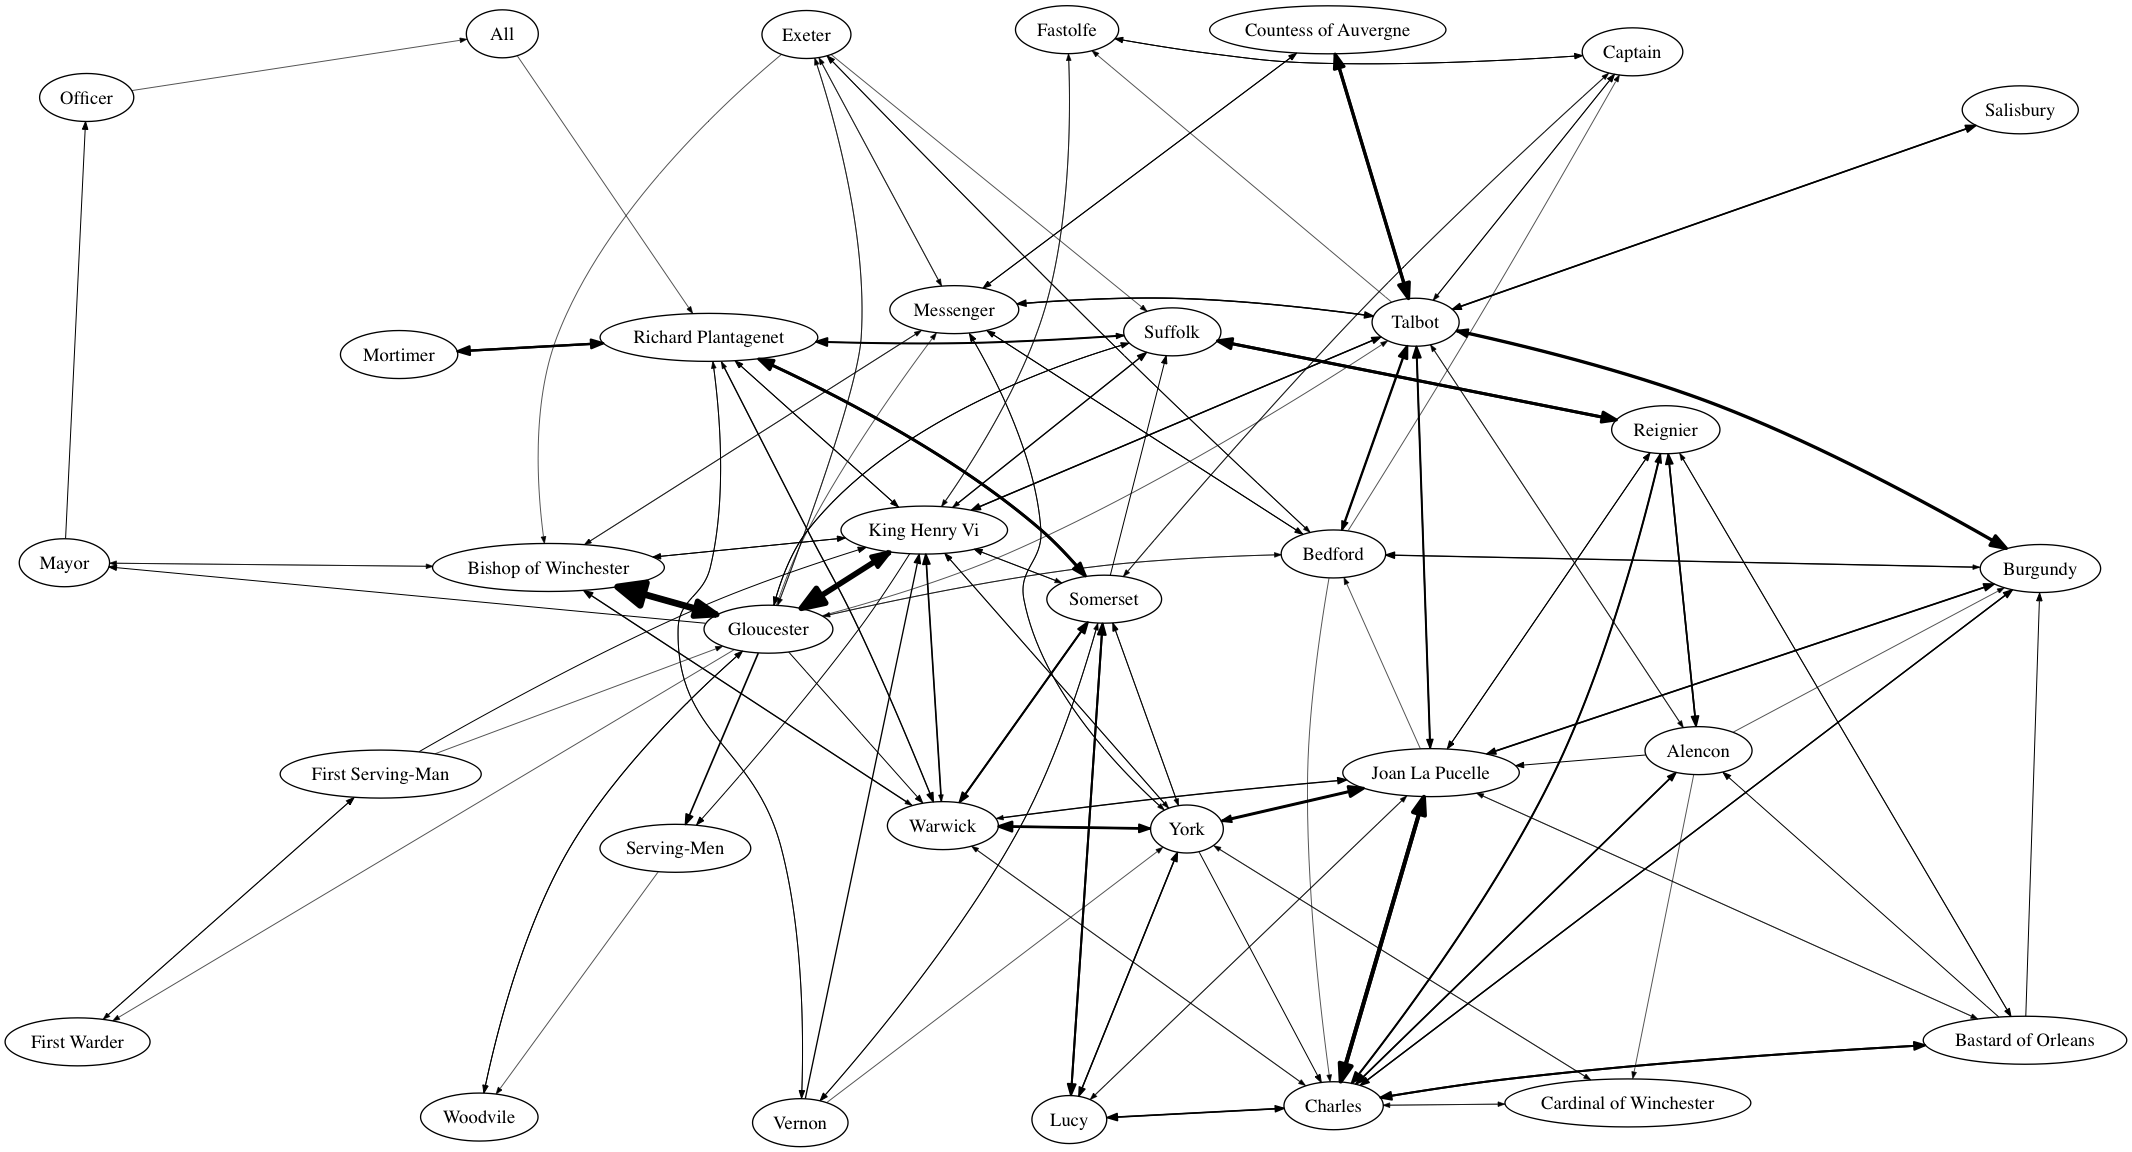 All
Exeter
Fastolfe
Countess of Auvergne
Captain
Officer
Salisbury
Messenger
Richard Plantagenet
Suffolk
Talbot
Mortimer
Reignier
King Henry Vi
Mayor
Bishop of Winchester
Bedford
Burgundy
Somerset
Gloucester
First Serving-Man
Joan La Pucelle
Alencon
Serving-Men
Warwick
York
First Warder
Bastard of Orleans
Woodvile
Vernon
Lucy
Charles
Cardinal of Winchester